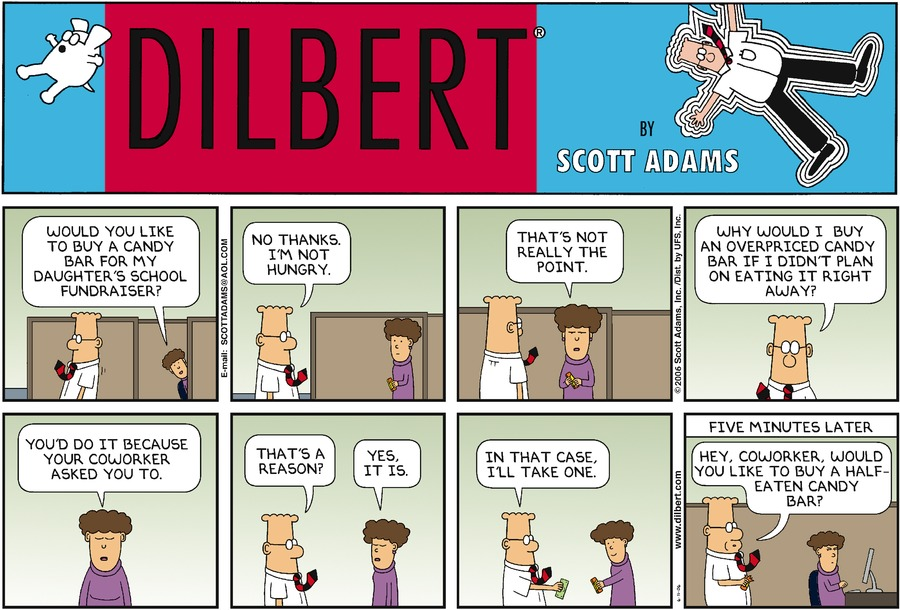 DILBERT®
BY
SCOTT ADAMS
WOULD YOU LIKE
TO BUY A CANDY
BAR FOR MY
DAUGHTER'S SCHOOL
FUNDRAISER?
E-mail: SCOTTADAMS@AOL.COM
NO THANKS.
I'M NOT
HUNGRY.
THAT'S NOT
REALLY THE
POINT.
© 2006 Scott Adams, Inc. /Dist. by UFS, Inc.
WHY WOULD I BUY
AN OVERPRICED CANDY
BAR IF I DIDN'T PLAN
ON EATING IT RIGHT
AWAY?
YOU'D DO IT BECAUSE
YOUR COWORKER
ASKED YOU TO.
THAT'S A
REASON?
YES,
IT IS.
IN THAT CASE,
I'LL TAKE ONE.
www.dilbert.com
6-11-06
FIVE MINUTES LATER
HEY, COWORKER, WOULD
YOU LIKE TO BUY A HALF-
EATEN CANDY
BAR?